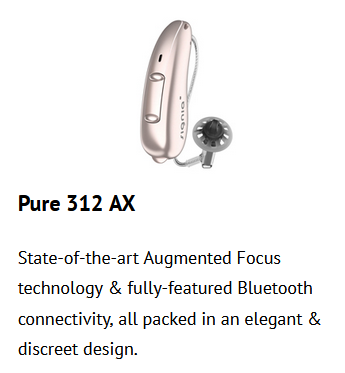 signia
Pure 312 AX
State-of-the-art Augmented Focus
technology & fully-featured Bluetooth
connectivity, all packed in an elegant &
discreet design.